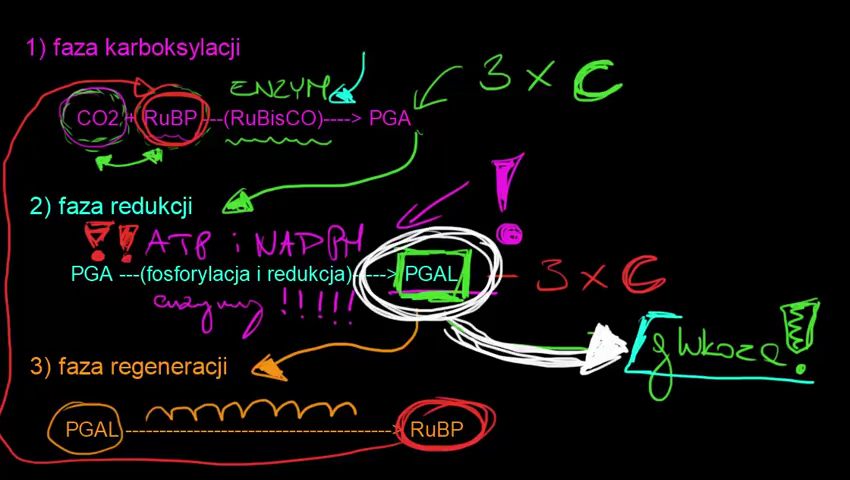 1) faza karboksylacji
ENZYM
3 x C
CO2 + RuBP ---(RuBisCO)----> PGA
2) faza redukcji
!! ATP i NADPH !
PGA ---(fosforylacja i redukcja)-----> PGAL - 3 x C
enzymy !!!!!
glukoza !
3) faza regeneracji
PGAL ---------------------------------------> RuBP